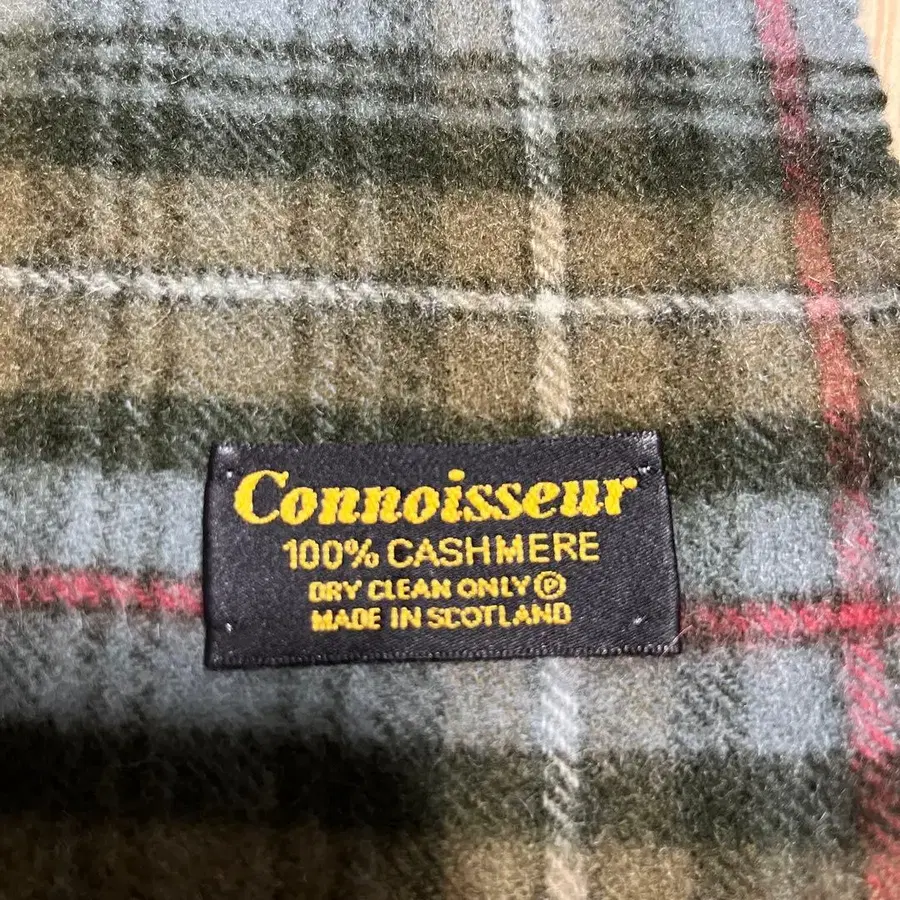 Connoisseur
100% CASHMERE
DRY CLEAN ONLY Ⓟ
MADE IN SCOTLAND